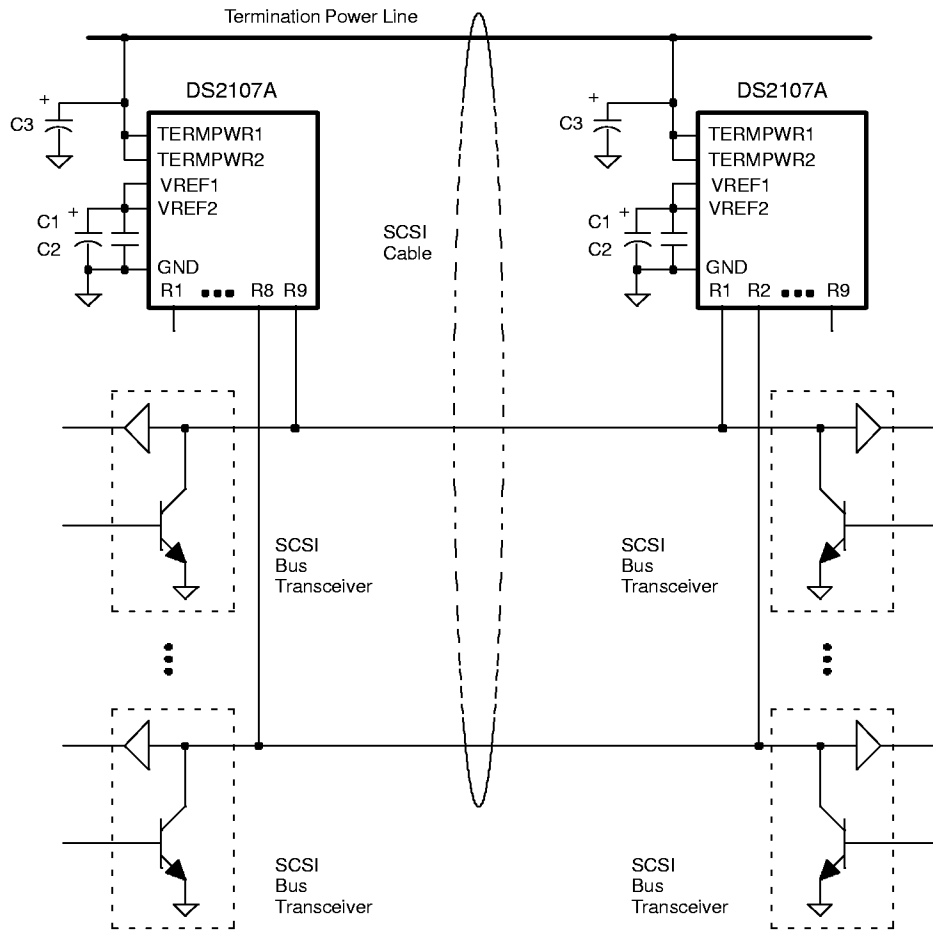 Termination Power Line
DS2107A
DS2107A
+
C3
TERMPWR1
TERMPWR2
VREF1
VREF2
C1 +
C2
GND
R1 R8 R9
+
C3
TERMPWR1
TERMPWR2
VREF1
VREF2
C1 +
C2
GND
R1 R2 R9
SCSI
Cable
SCSI
Bus
Transceiver
SCSI
Bus
Transceiver
SCSI
Bus
Transceiver
SCSI
Bus
Transceiver